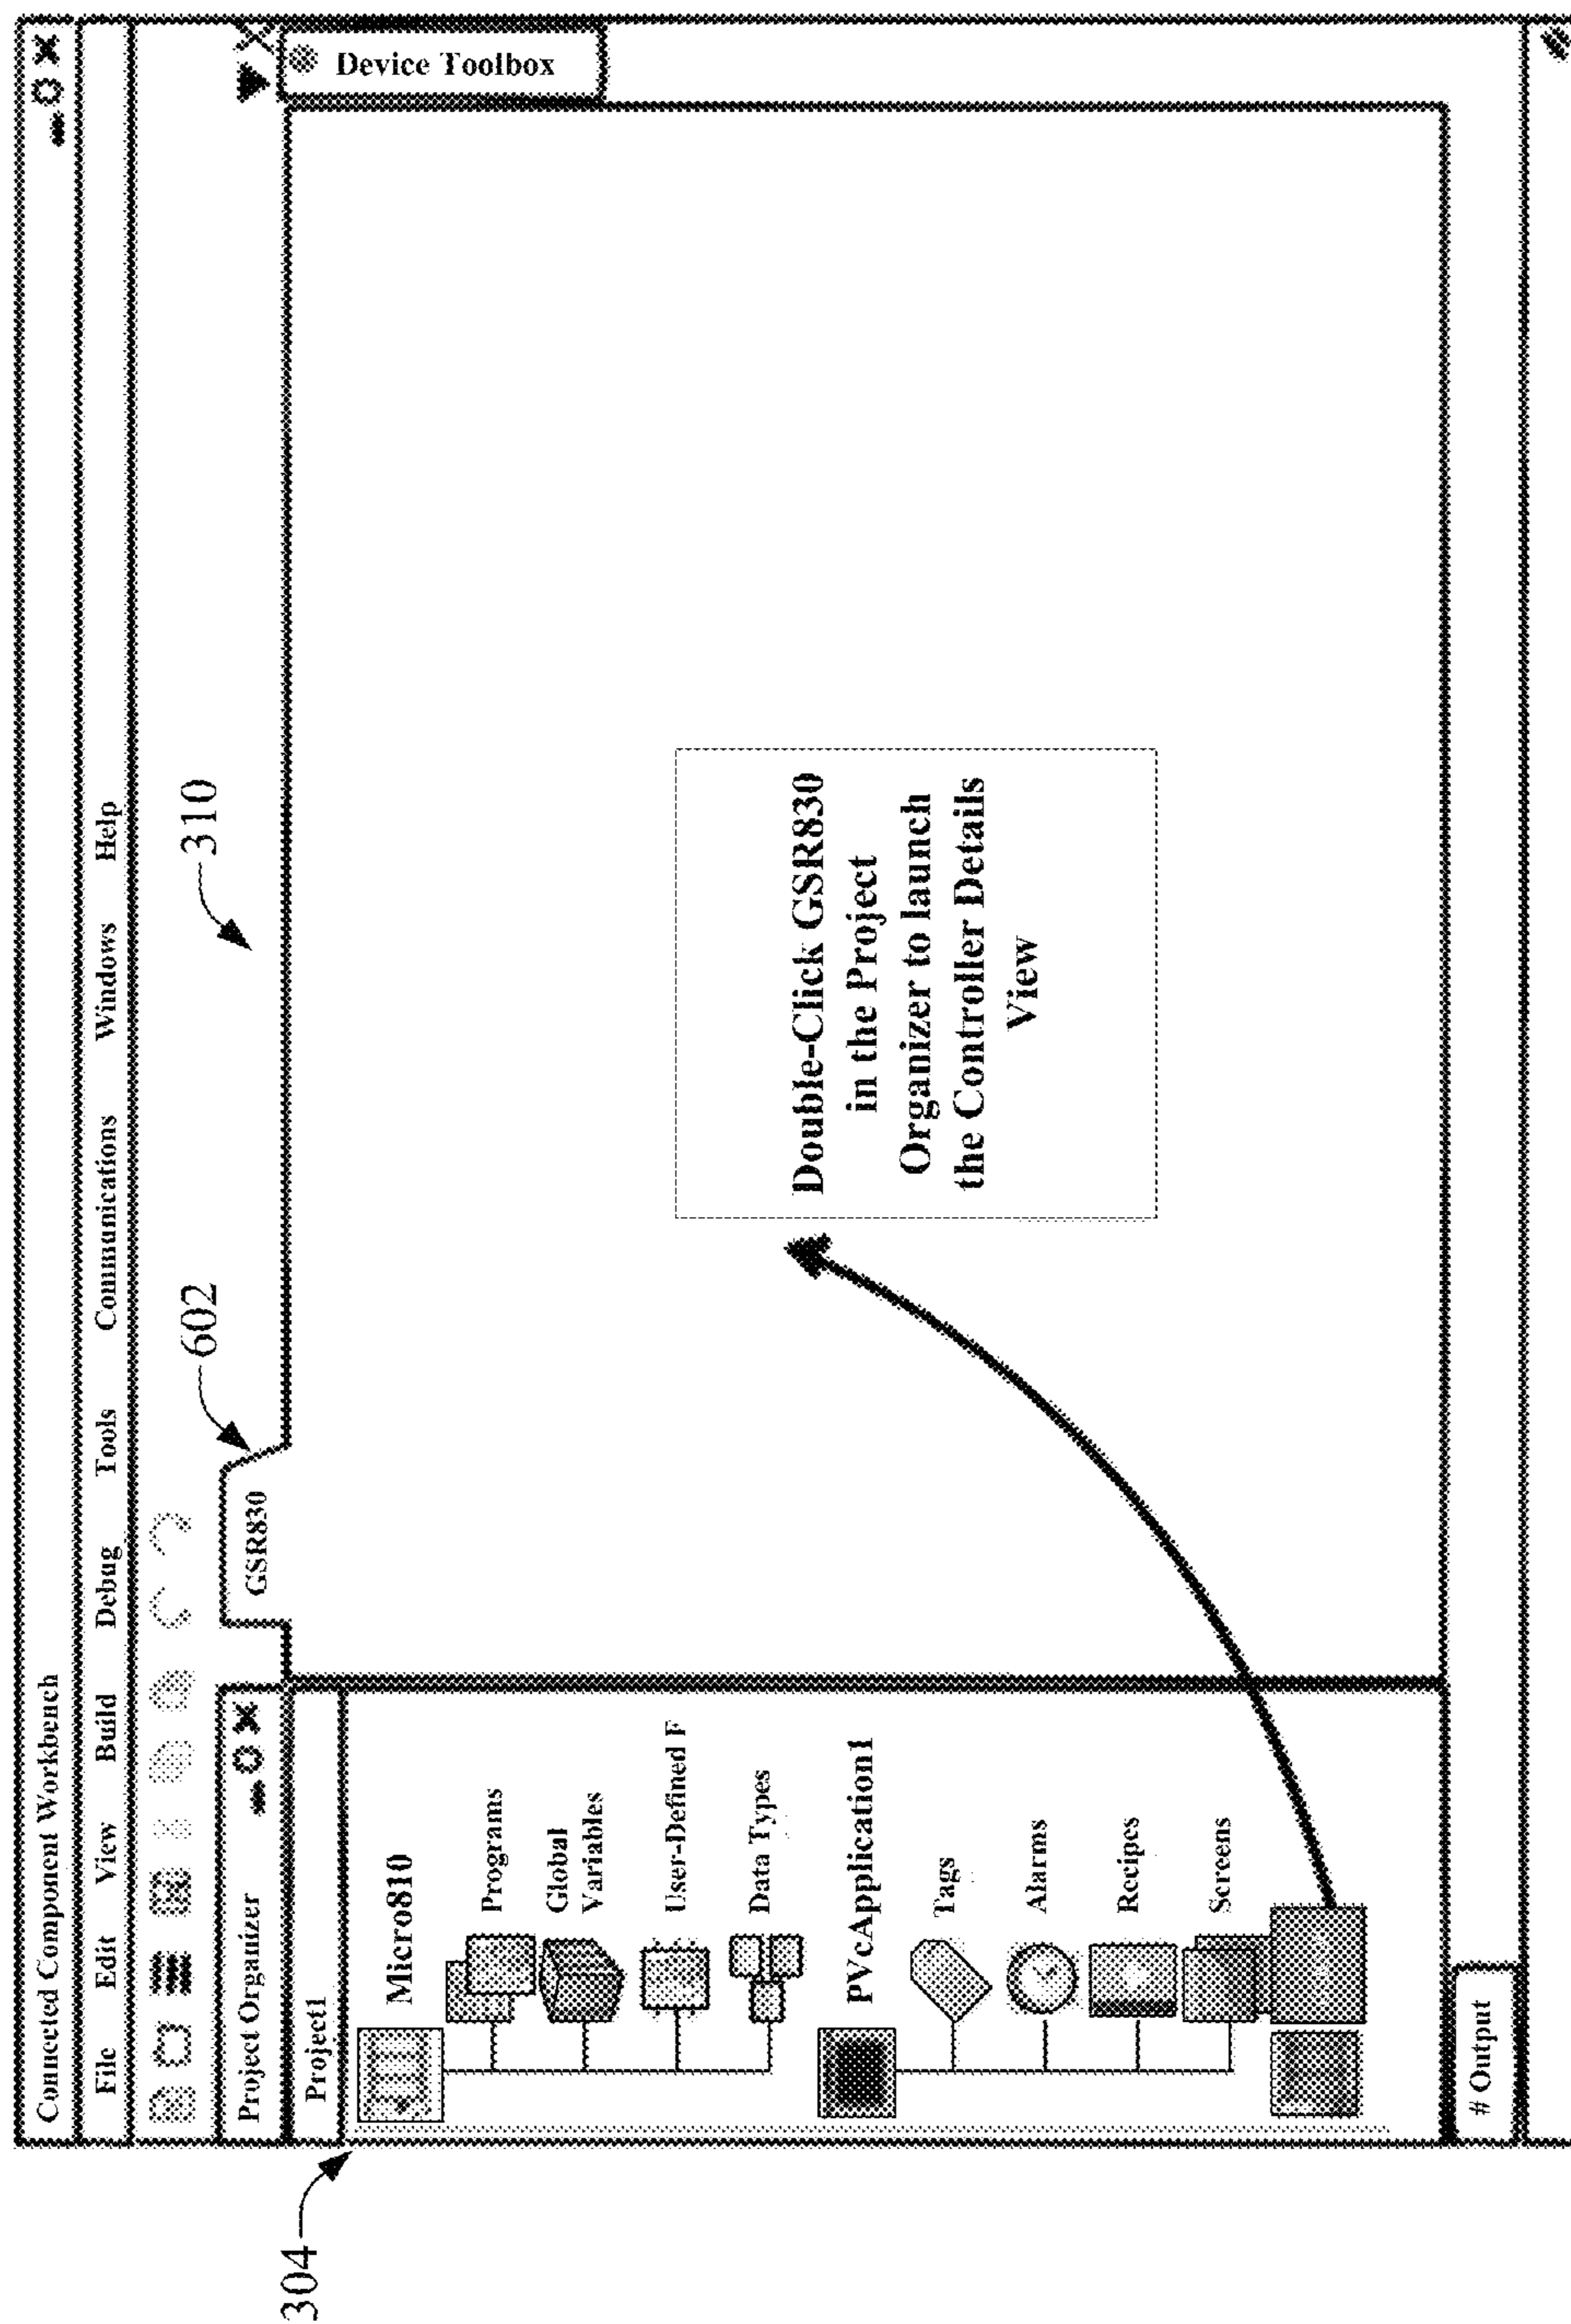 Connected Component Workbench
File Edit View Build Debug Tools Communications Windows Help
310
602
Project Organizer
GSR830
Device Toolbox
304
Project1
Micro810
Programs
Global
Variables
User-Defined F
Data Types
PVcApplication1
Tags
Alarms
Recipes
Screens
Double-Click GSR830
in the Project
Organizer to launch
the Controller Details
View
# Output